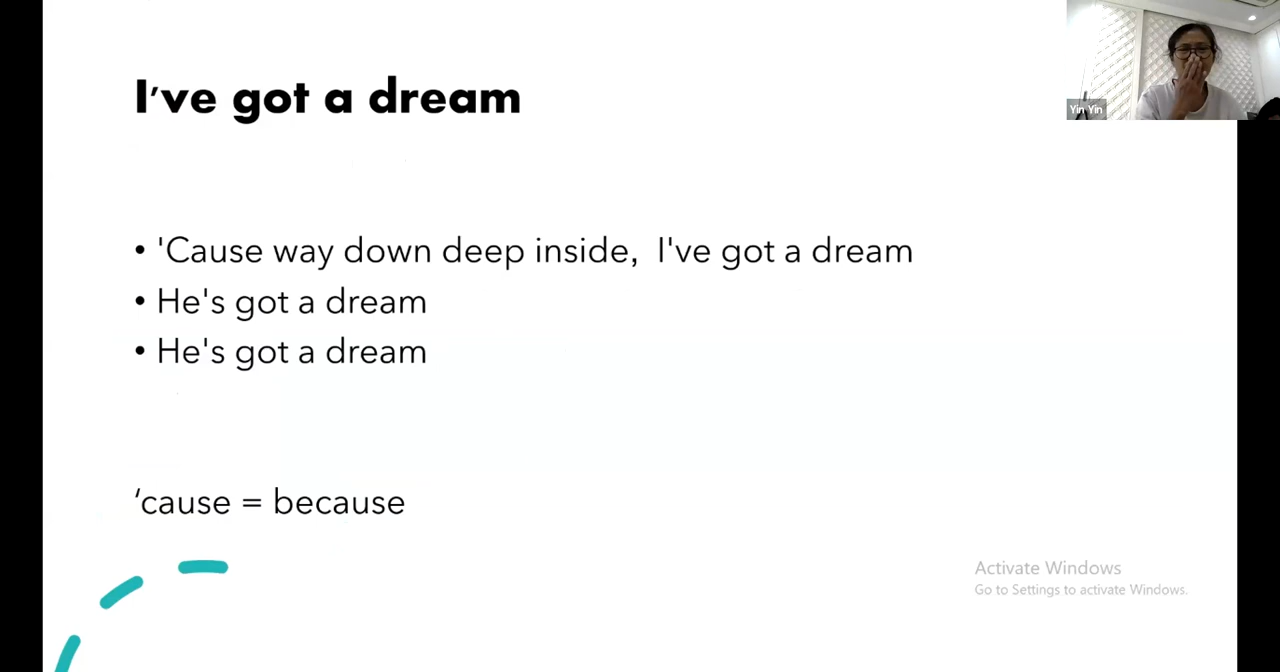 I've got a dream
Yin Yin
• 'Cause way down deep inside,  I've got a dream
• He's got a dream
• He's got a dream
'cause = because
Activate Windows
Go to Settings to activate Windows.